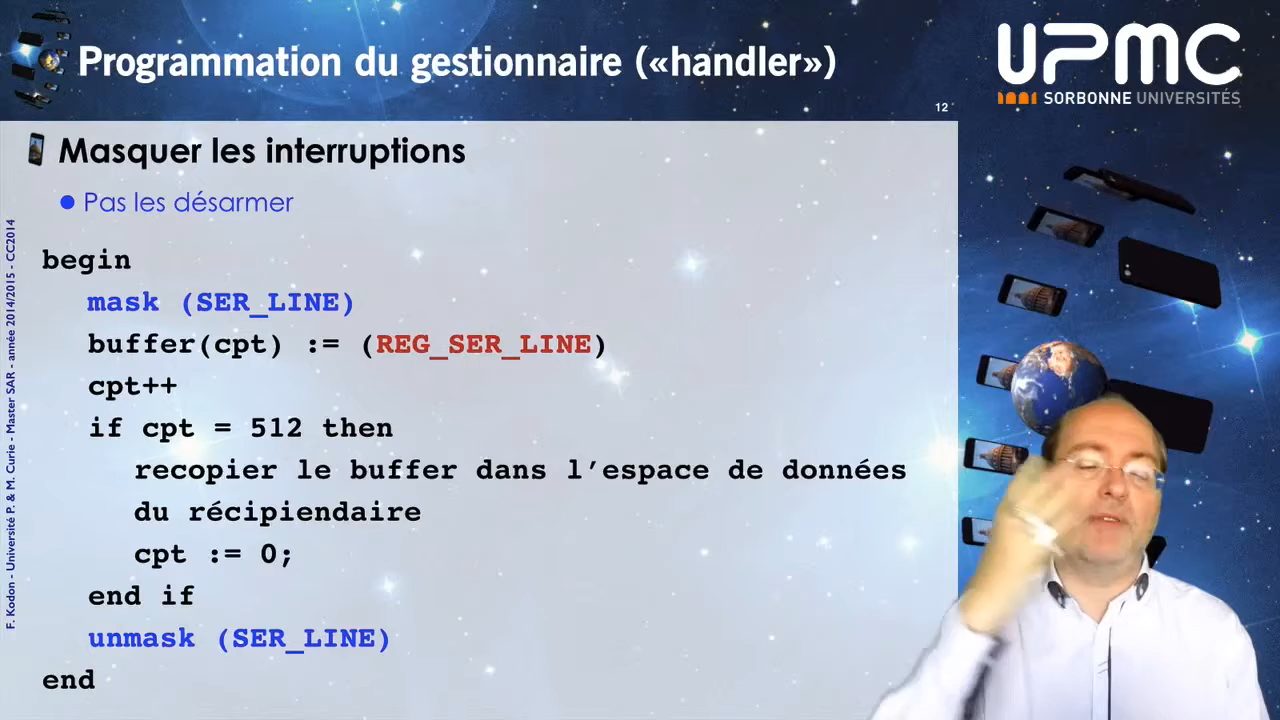 Programmation du gestionnaire («handler»)
UPMC
SORBONNE UNIVERSITÉS
12
Masquer les interruptions
Pas les désarmer
begin
mask (SER_LINE)
buffer(cpt) := (REG_SER_LINE)
cpt++
if cpt = 512 then
recopier le buffer dans l’espace de données
du récipiendaire
cpt := 0;
end if
unmask (SER_LINE)
end
F. Kodon - Université P. & M. Curie - Master SAR - année 2014/2015 - CC2014